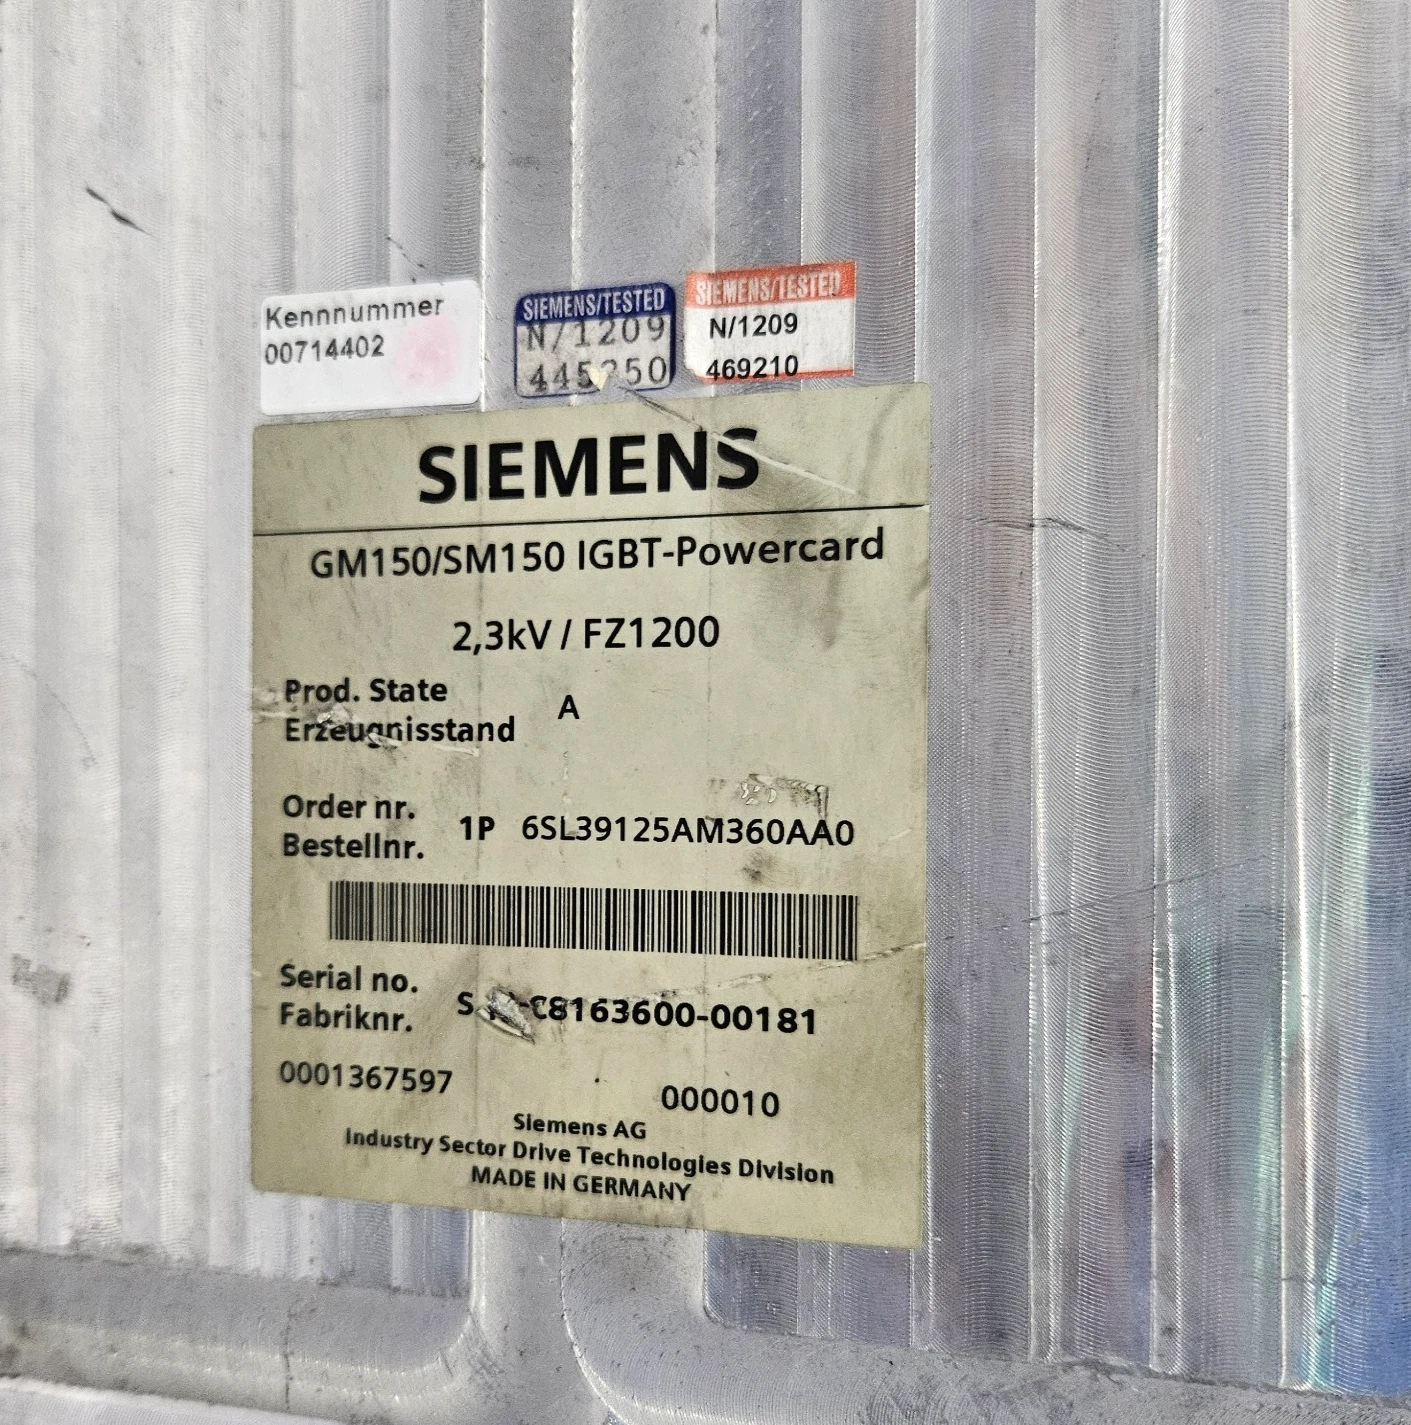 Kennnummer
00714402
SIEMENS/TESTED
N/1209
SIEMENS/TESTED
N/1209
469210
SIEMENS
GM150/SM150 IGBT-Powercard
2,3kV / FZ1200
Prod. State
Erzeugnisstand
A
Order nr.
Bestellnr.
1P 6SL39125AM360AA0
Serial no.
Fabriknr.
S C8163600-00181
0001367597
000010
Siemens AG
Industry Sector Drive Technologies Division
MADE IN GERMANY